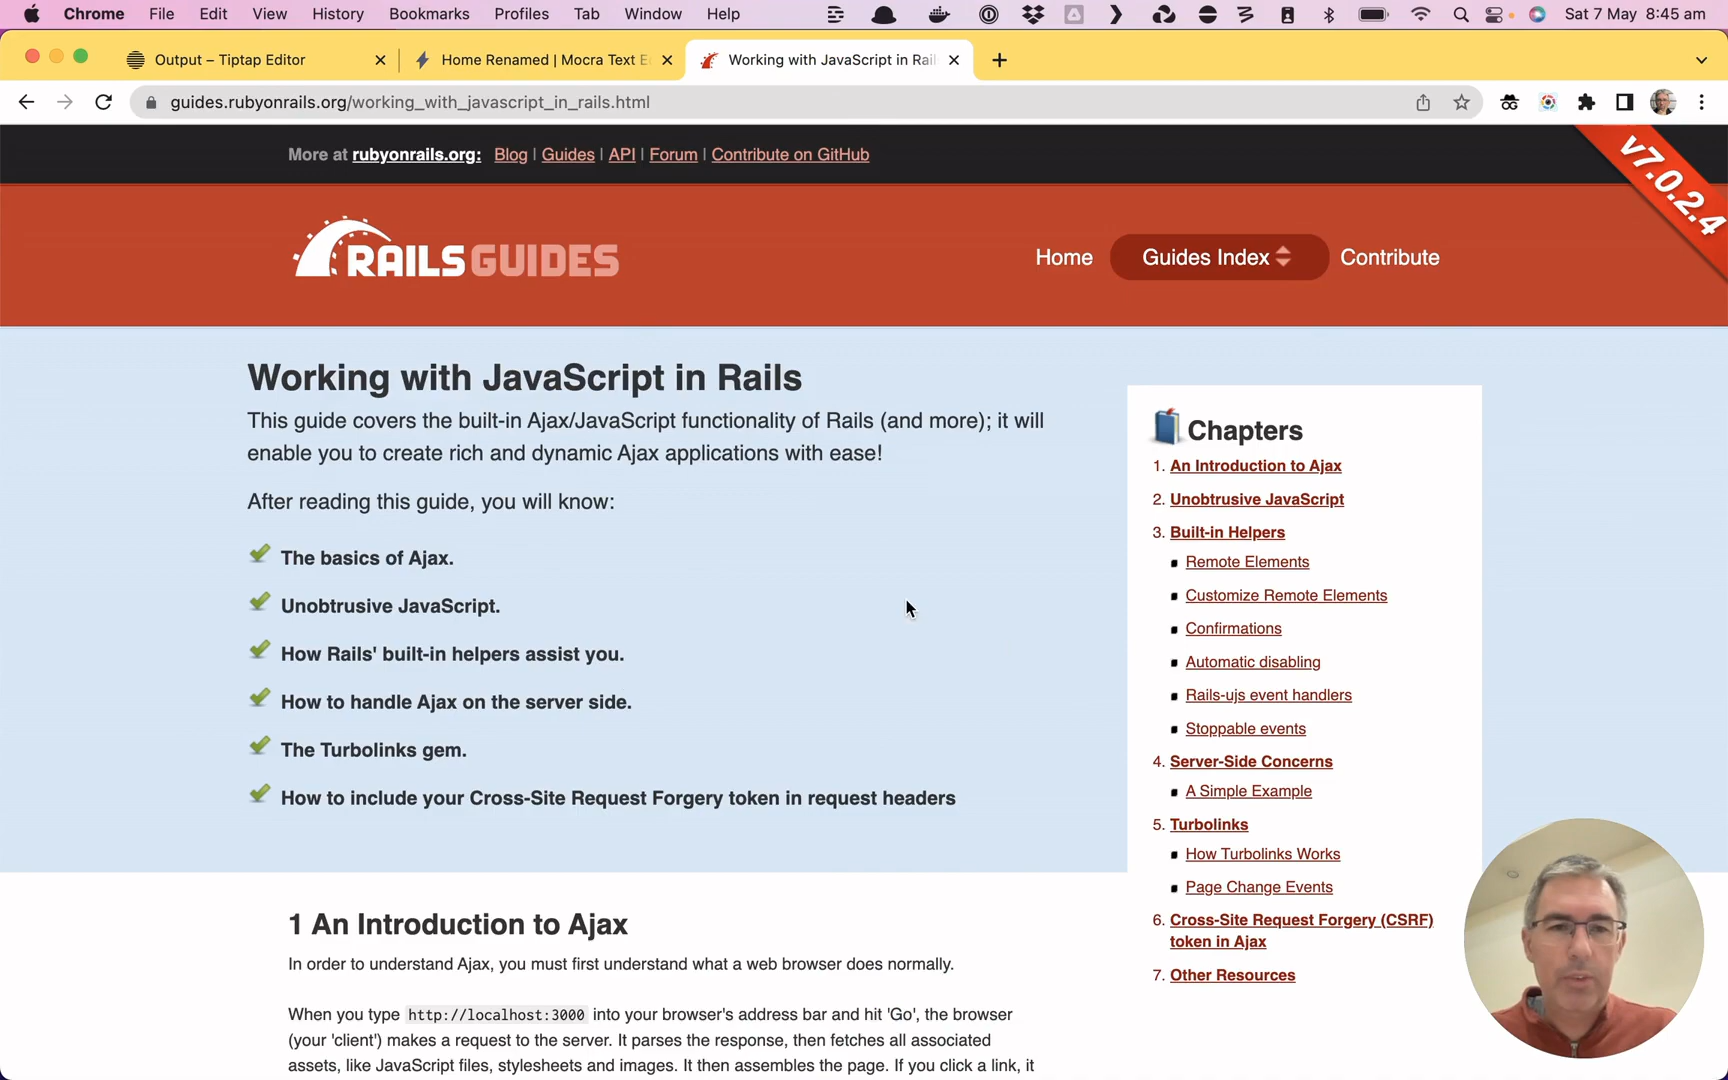 Chrome File Edit View History Bookmarks Profiles Tab Window Help Sat 7 May 8:45 am
Output – Tiptap Editor Home Renamed | Mocra Text E Working with JavaScript in Rail
guides.rubyonrails.org/working_with_javascript_in_rails.html
More at rubyonrails.org: Blog | Guides | API | Forum | Contribute on GitHub
v7.0.2.4
RAILSGUIDES
Home Guides Index Contribute
Working with JavaScript in Rails
This guide covers the built-in Ajax/JavaScript functionality of Rails (and more); it will
enable you to create rich and dynamic Ajax applications with ease!
After reading this guide, you will know:
The basics of Ajax.
Unobtrusive JavaScript.
How Rails' built-in helpers assist you.
How to handle Ajax on the server side.
The Turbolinks gem.
How to include your Cross-Site Request Forgery token in request headers
Chapters
1. An Introduction to Ajax
2. Unobtrusive JavaScript
3. Built-in Helpers
Remote Elements
Customize Remote Elements
Confirmations
Automatic disabling
Rails-ujs event handlers
Stoppable events
4. Server-Side Concerns
A Simple Example
5. Turbolinks
How Turbolinks Works
Page Change Events
6. Cross-Site Request Forgery (CSRF)
token in Ajax
7. Other Resources
1 An Introduction to Ajax
In order to understand Ajax, you must first understand what a web browser does normally.
When you type http://localhost:3000 into your browser's address bar and hit 'Go', the browser
(your 'client') makes a request to the server. It parses the response, then fetches all associated
assets, like JavaScript files, stylesheets and images. It then assembles the page. If you click a link, it